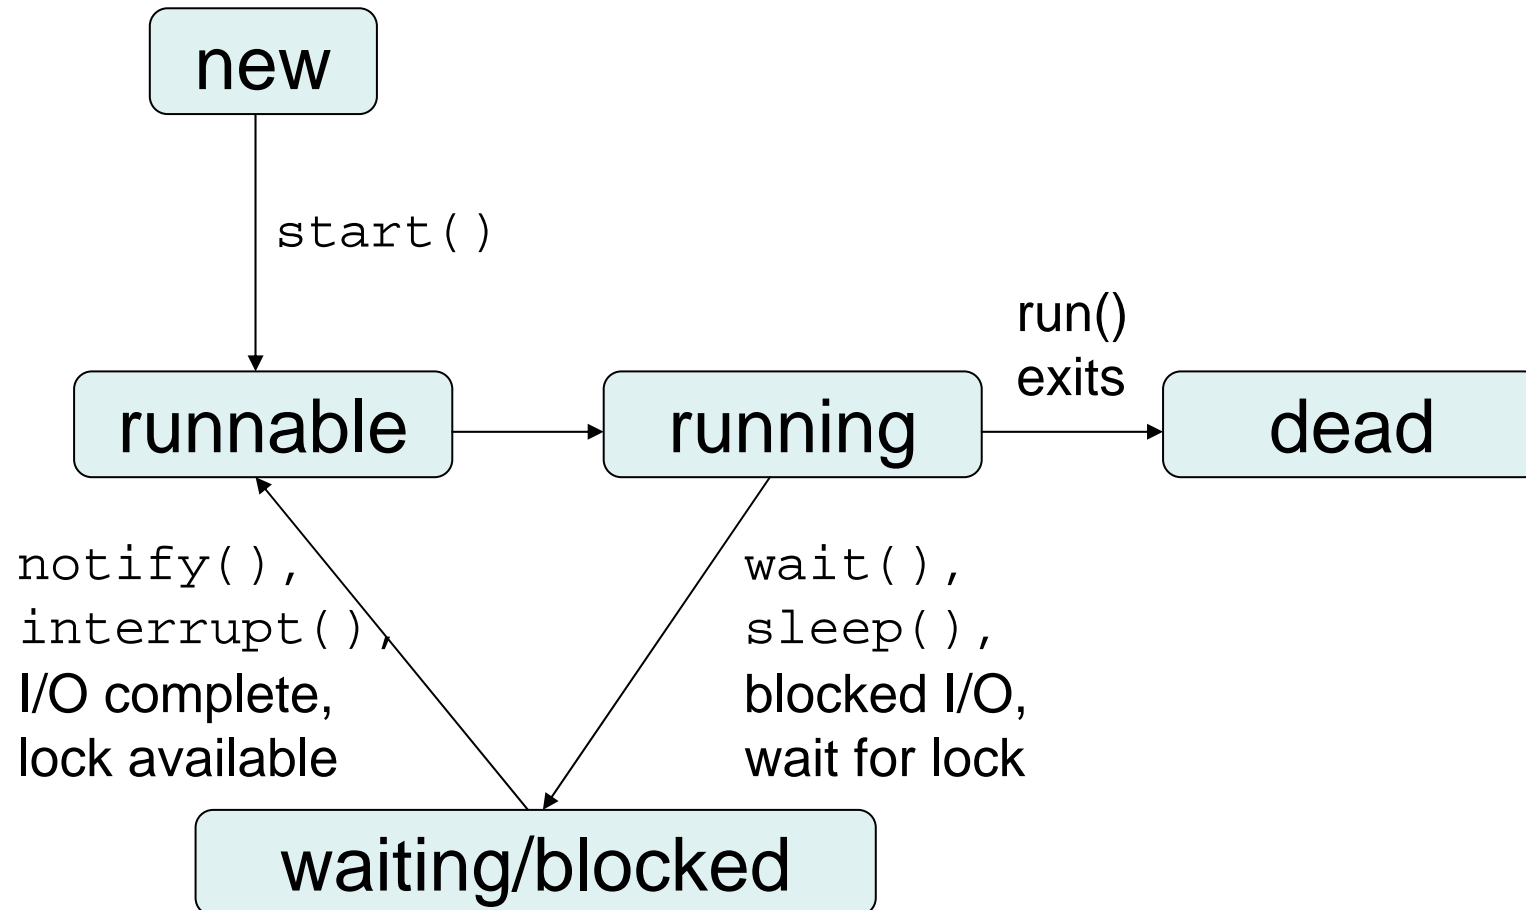 new
start()
run()
exits
runnable
running
dead
notify(),
interrupt(),
I/O complete,
lock available
wait(),
sleep(),
blocked I/O,
wait for lock
waiting/blocked